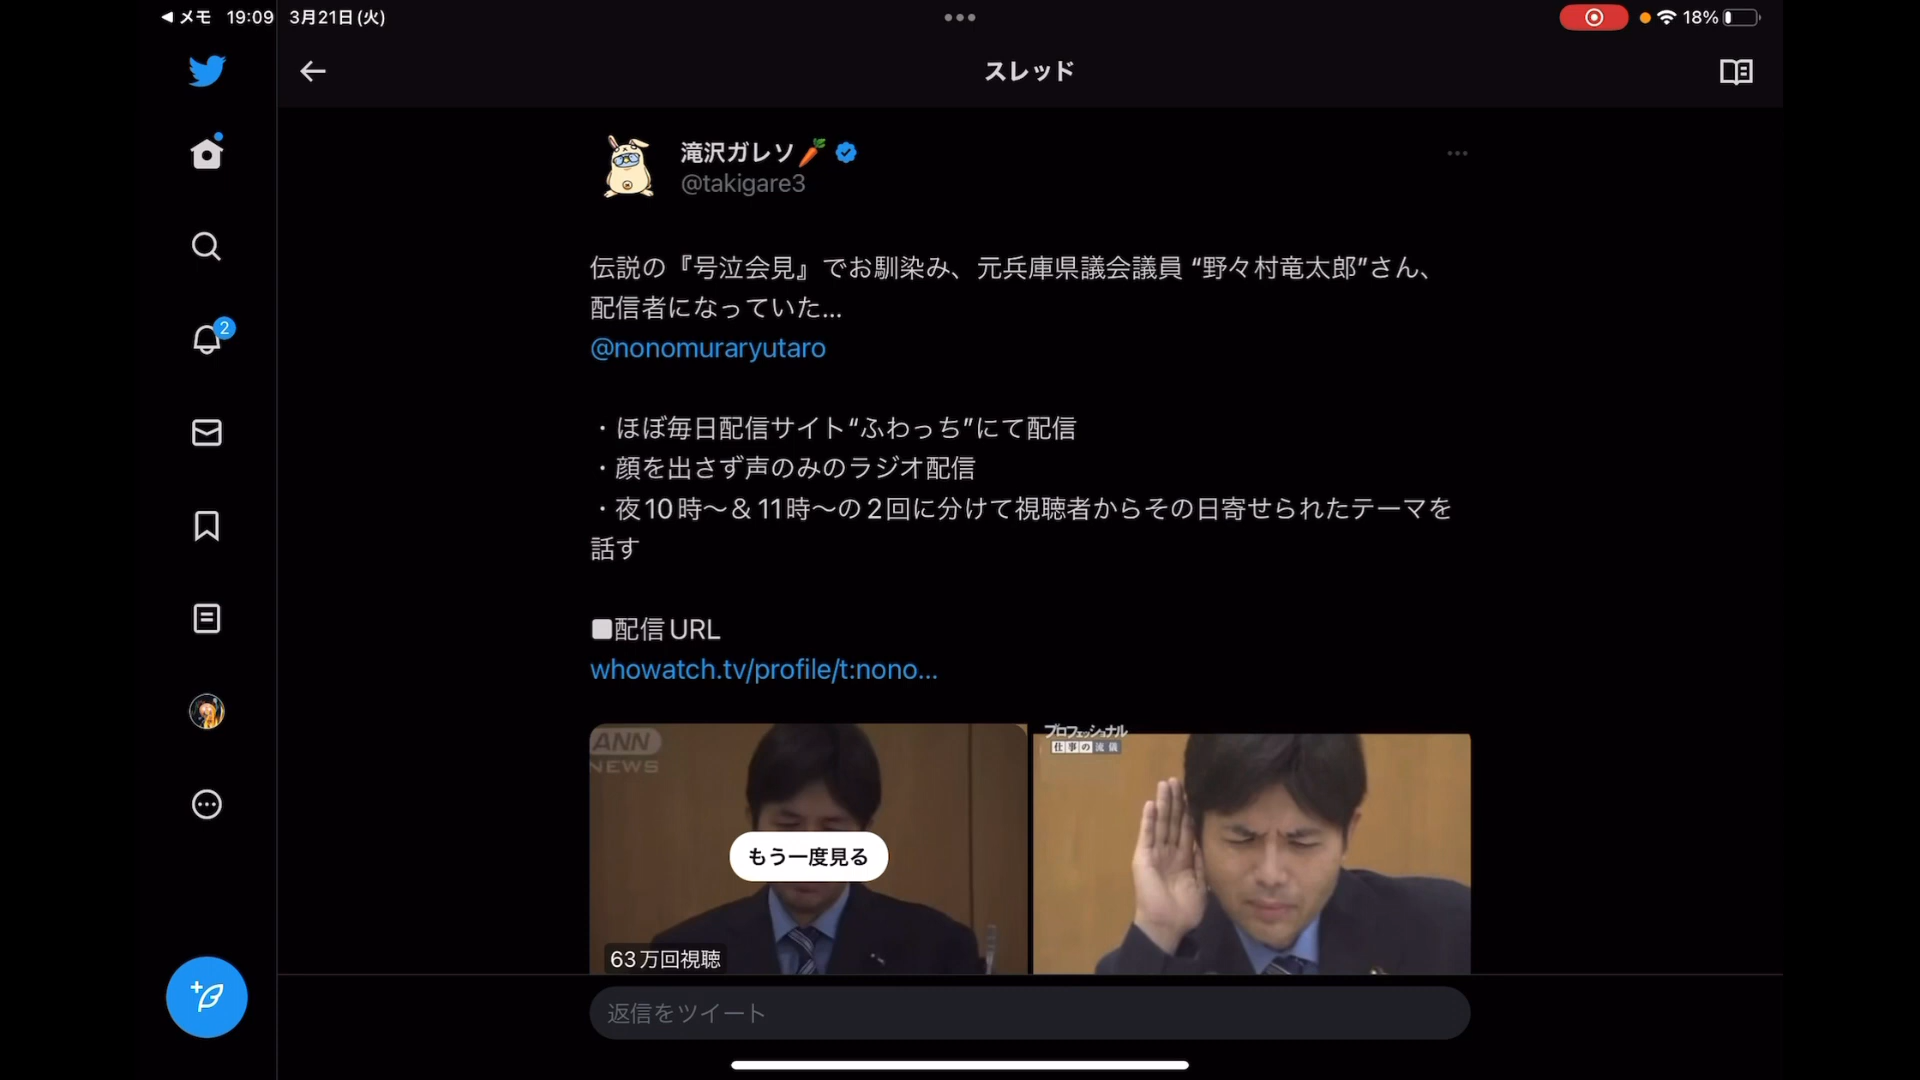 メモ 19:09 3月21日(火)
18%
スレッド
滝沢ガレソ🥕
@takigare3
2
伝説の『号泣会見』でお馴染み、元兵庫県議会議員 “野々村竜太郎”さん、
配信者になっていた...
@nonomuraryutaro
・ほぼ毎日配信サイト“ふわっち”にて配信
・顔を出さず声のみのラジオ配信
・夜10時〜＆11時〜の2回に分けて視聴者からその日寄せられたテーマを
話す
■配信URL
whowatch.tv/profile/t:nono...
ANN
NEWS
プロフェッショナル
仕事の流儀
もう一度見る
63万回視聴
返信をツイート